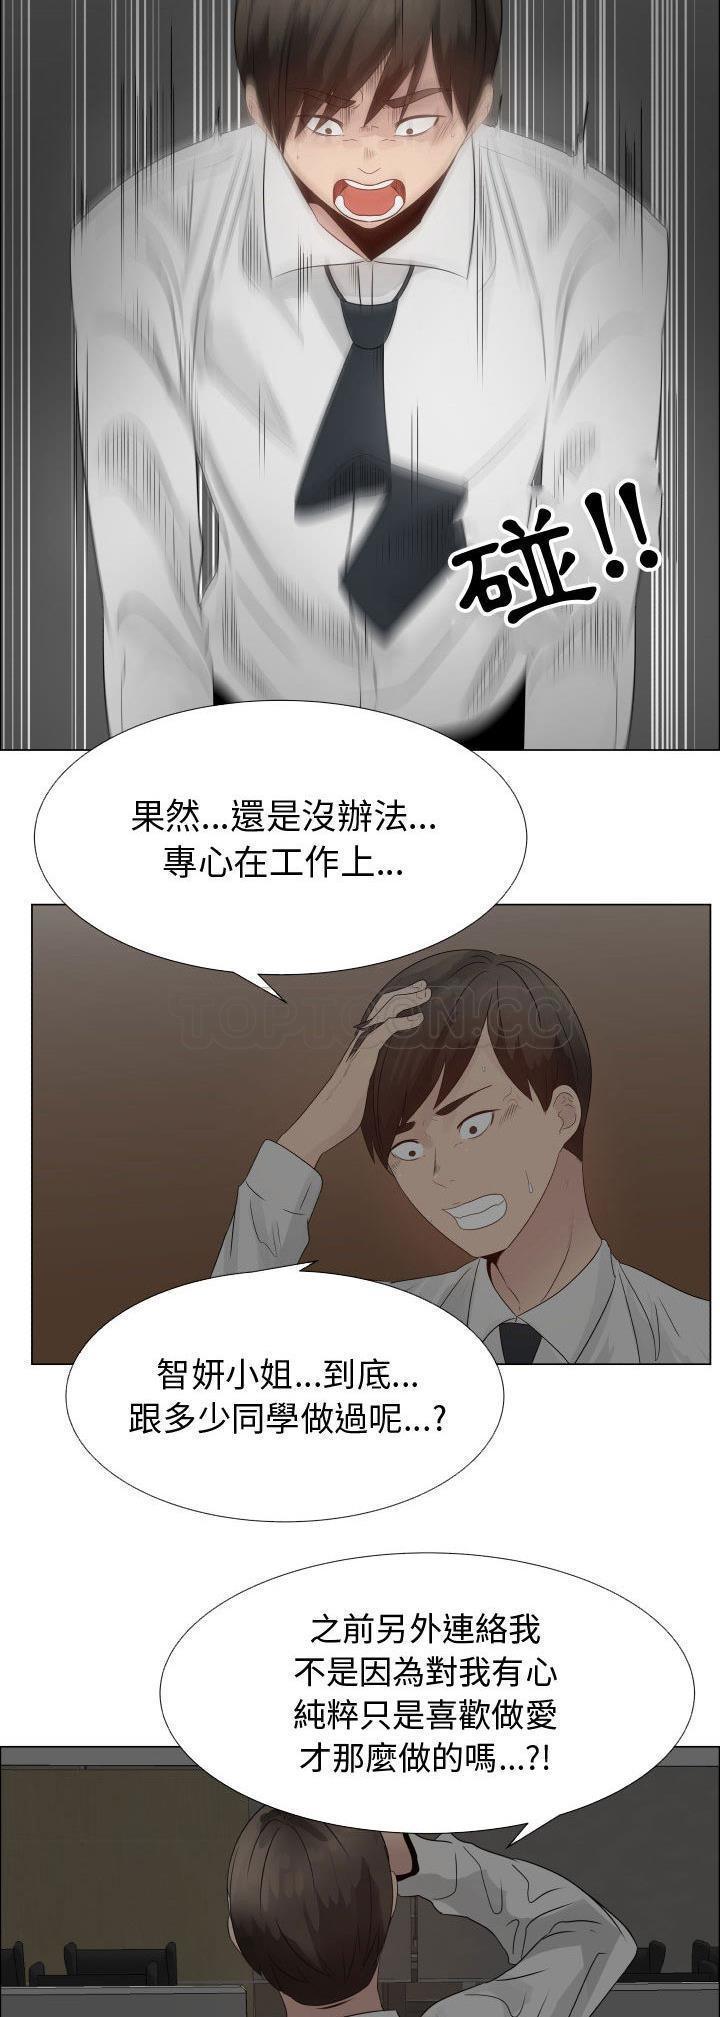 碰!!
果然...還是沒辦法...
專心在工作上...
TOPTOON.CC
智妍小姐...到底...
跟多少同學做過呢...?
之前另外連絡我
不是因為對我有心
純粹只是喜歡做愛
才那麼做的嗎...?!